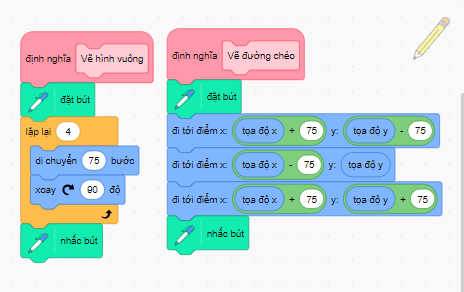 định nghĩa Vẽ hình vuông
đặt bút
lặp lại 4
di chuyển 75 bước
xoay 90 độ
nhấc bút
định nghĩa Vẽ đường chéo
đặt bút
đi tới điểm x: tọa độ x + 75 y: tọa độ y - 75
đi tới điểm x: tọa độ x - 75 y: tọa độ y
đi tới điểm x: tọa độ x + 75 y: tọa độ y + 75
nhấc bút